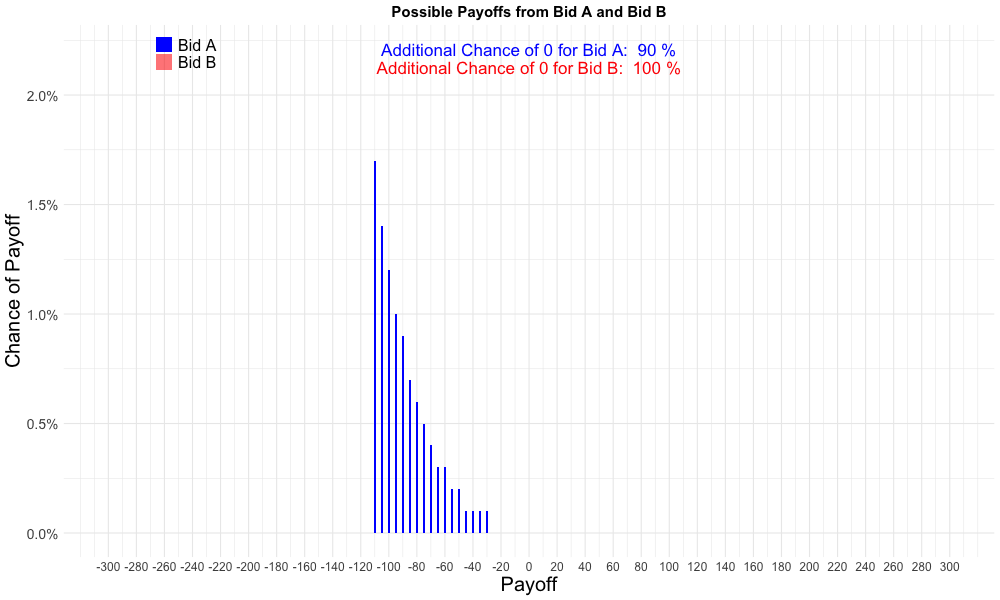 Possible Payoffs from Bid A and Bid B
Bid A
Bid B
Additional Chance of 0 for Bid A:  90 %
Additional Chance of 0 for Bid B:  100 %
Chance of Payoff
2.0%
1.5%
1.0%
0.5%
0.0%
-300 -280 -260 -240 -220 -200 -180 -160 -140 -120 -100 -80 -60 -40 -20 0 20 40 60 80 100 120 140 160 180 200 220 240 260 280 300
Payoff